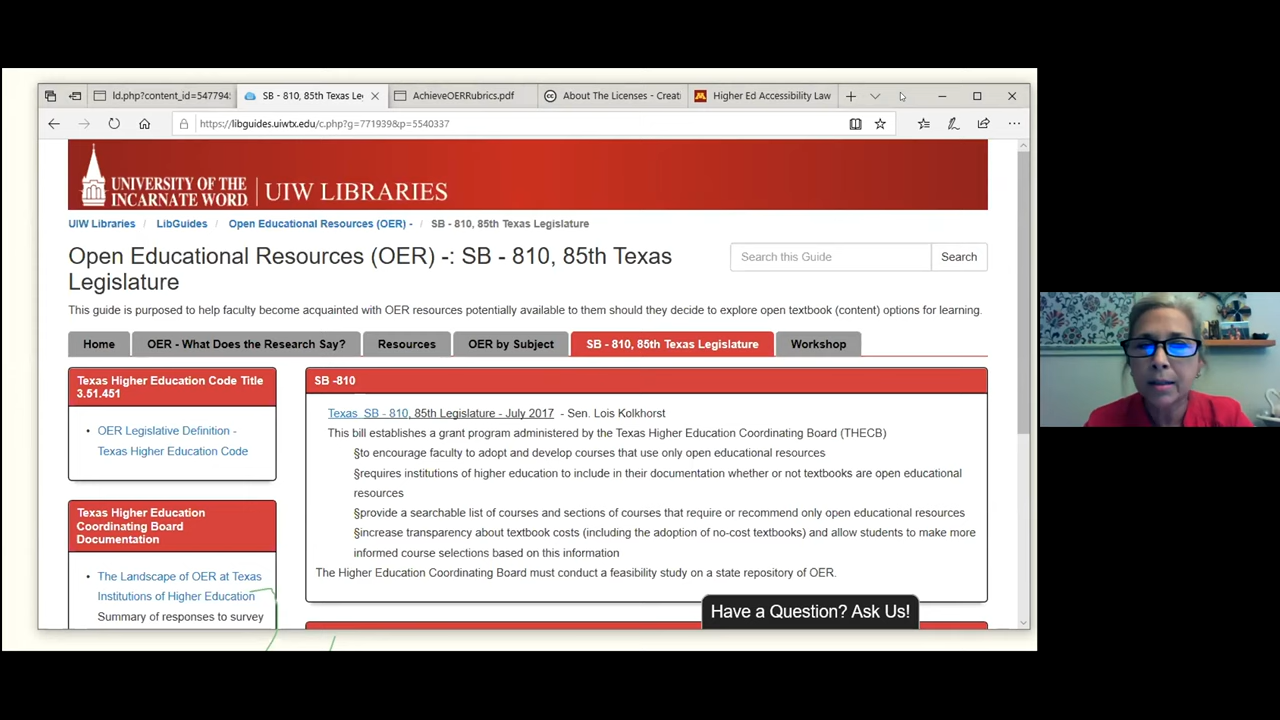 ld.php?content_id=547794
SB - 810, 85th Texas Le
AchieveOERRubrics.pdf
About The Licenses - Creati
Higher Ed Accessibility Law
https://libguides.uiwtx.edu/c.php?g=771939&p=5540337
UNIVERSITY OF THE
INCARNATE WORD
UIW LIBRARIES
UIW Libraries / LibGuides / Open Educational Resources (OER) - / SB - 810, 85th Texas Legislature
Open Educational Resources (OER) -: SB - 810, 85th Texas
Legislature
Search this Guide
Search
This guide is purposed to help faculty become acquainted with OER resources potentially available to them should they decide to explore open textbook (content) options for learning.
Home
OER - What Does the Research Say?
Resources
OER by Subject
SB - 810, 85th Texas Legislature
Workshop
Texas Higher Education Code Title
3.51.451
• OER Legislative Definition -
Texas Higher Education Code
Texas Higher Education
Coordinating Board
Documentation
• The Landscape of OER at Texas
Institutions of Higher Education
Summary of responses to survey
SB -810
Texas SB - 810, 85th Legislature - July 2017 - Sen. Lois Kolkhorst
This bill establishes a grant program administered by the Texas Higher Education Coordinating Board (THECB)
§to encourage faculty to adopt and develop courses that use only open educational resources
§requires institutions of higher education to include in their documentation whether or not textbooks are open educational
resources
§provide a searchable list of courses and sections of courses that require or recommend only open educational resources
§increase transparency about textbook costs (including the adoption of no-cost textbooks) and allow students to make more
informed course selections based on this information
The Higher Education Coordinating Board must conduct a feasibility study on a state repository of OER.
Have a Question? Ask Us!